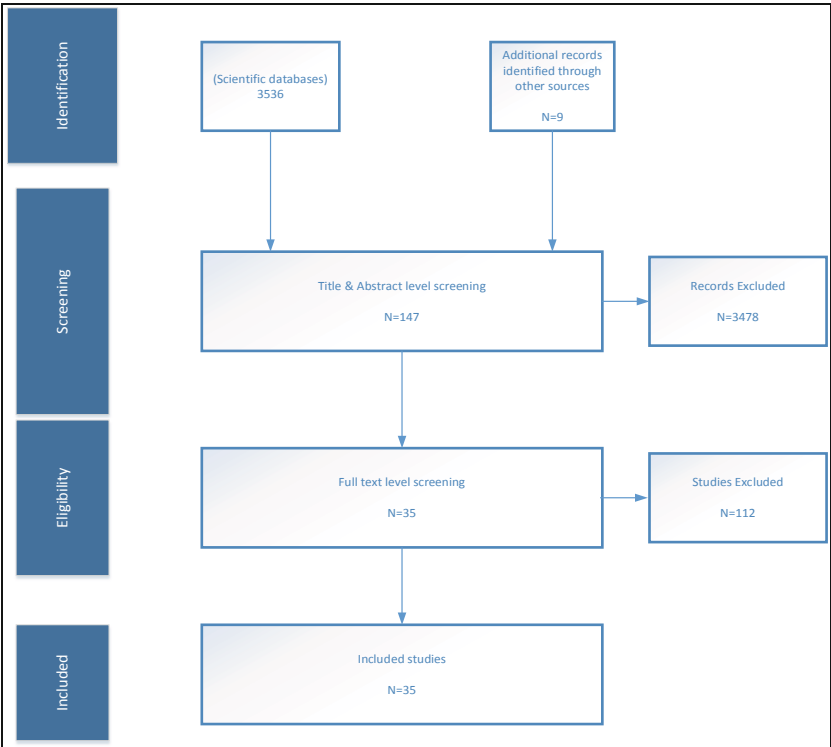 Identification
(Scientific databases)
3536
Additional records
identified through
other sources
N=9
Screening
Title & Abstract level screening
N=147
Records Excluded
N=3478
Eligibility
Full text level screening
N=35
Studies Excluded
N=112
Included
Included studies
N=35